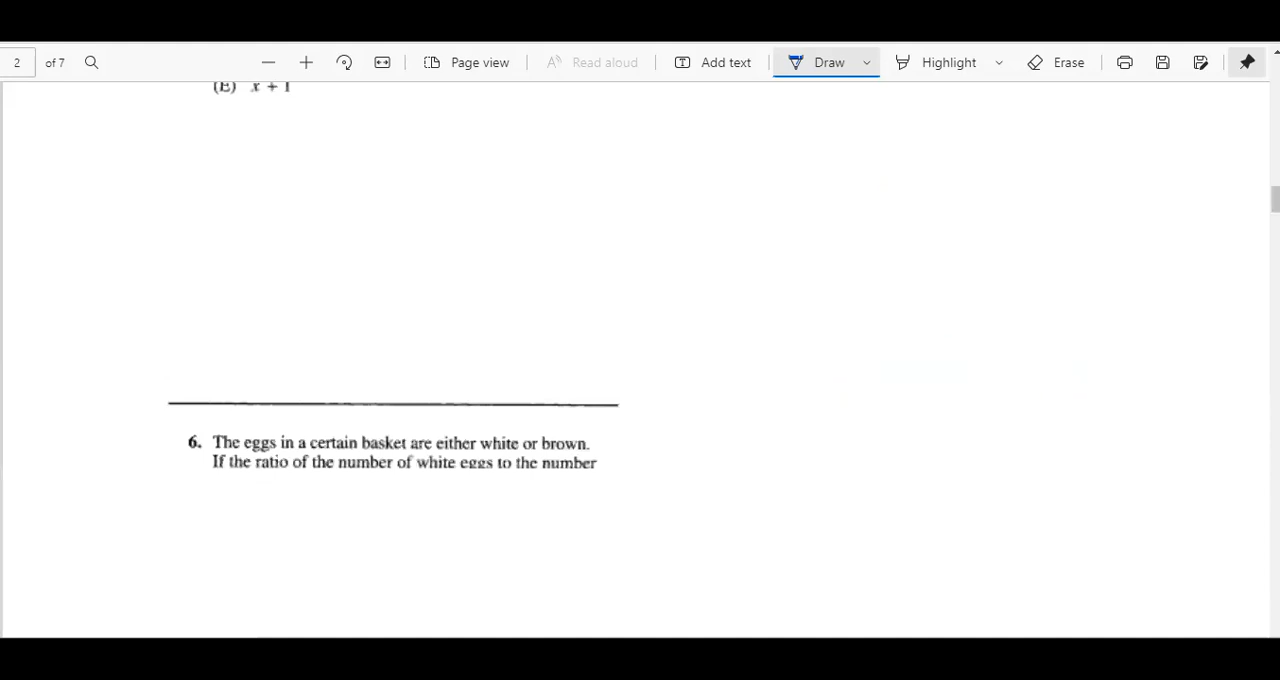 2 of 7 Page view Read aloud Add text Draw Highlight Erase
(E) x + 1
6. The eggs in a certain basket are either white or brown.
If the ratio of the number of white eggs to the number